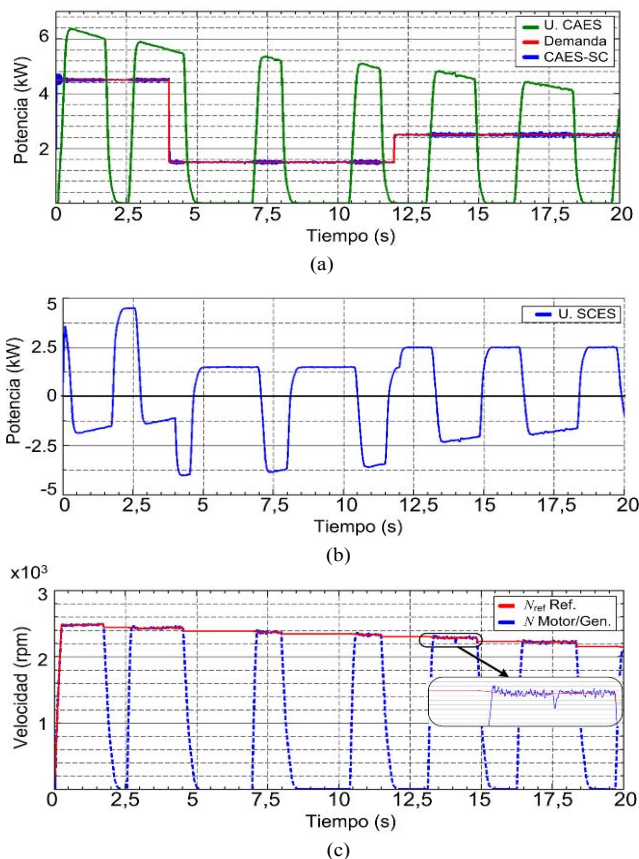 Potencia (kW)
6
4
2
U. CAES
Demanda
CAES-SC
0 2,5 5 7,5 10 12,5 15 17,5 20
Tiempo (s)
(a)
Potencia (kW)
5
2.5
0
-2.5
-5
U. SCES
0 2,5 5 7,5 10 12,5 15 17,5 20
Tiempo (s)
(b)
x10³
Velocidad (rpm)
3
2
1
Nref Ref.
N Motor/Gen.
0 2,5 5 7,5 10 12,5 15 17,5 20
Tiempo (s)
(c)